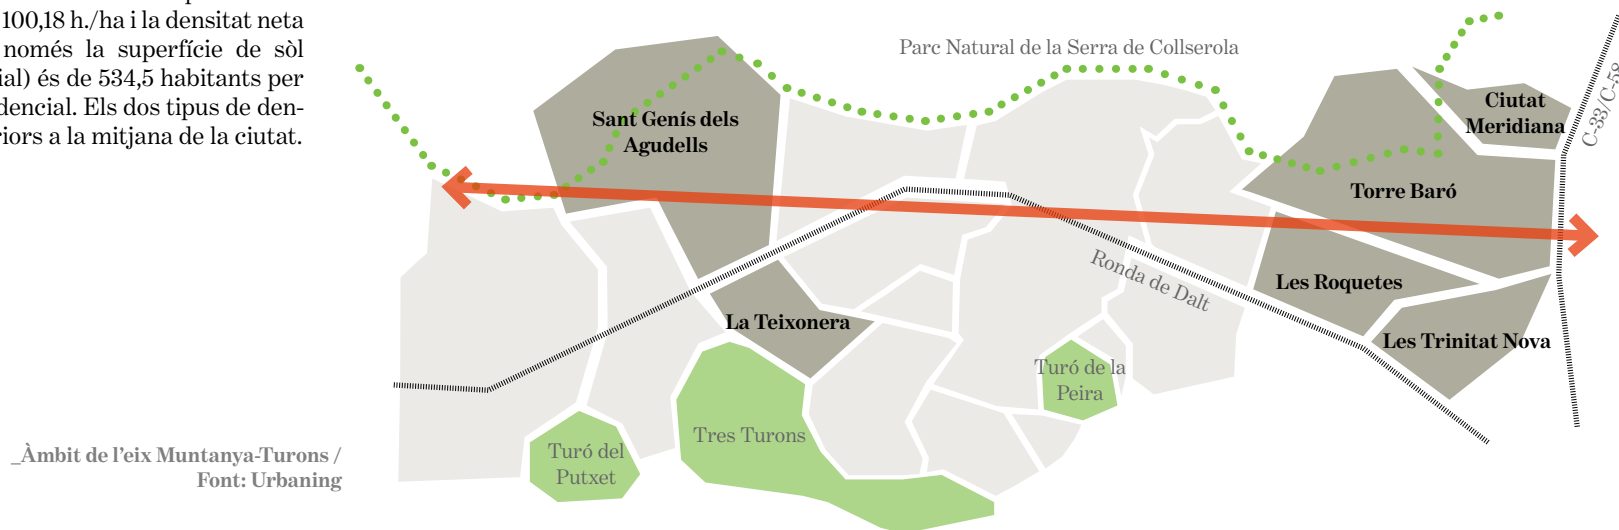 100,18 h./ha i la densitat neta
només la superfície de sòl
ial) és de 534,5 habitants per
dencial. Els dos tipus de den-
riors a la mitjana de la ciutat.
Parc Natural de la Serra de Collserola
C-33/C-58
Ciutat
Meridiana
Sant Genís dels
Agudells
Torre Baró
Ronda de Dalt
Les Roquetes
La Teixonera
Les Trinitat Nova
Turó de la
Peira
Tres Turons
Turó del
Putxet
_Àmbit de l'eix Muntanya-Turons /
Font: Urbaning